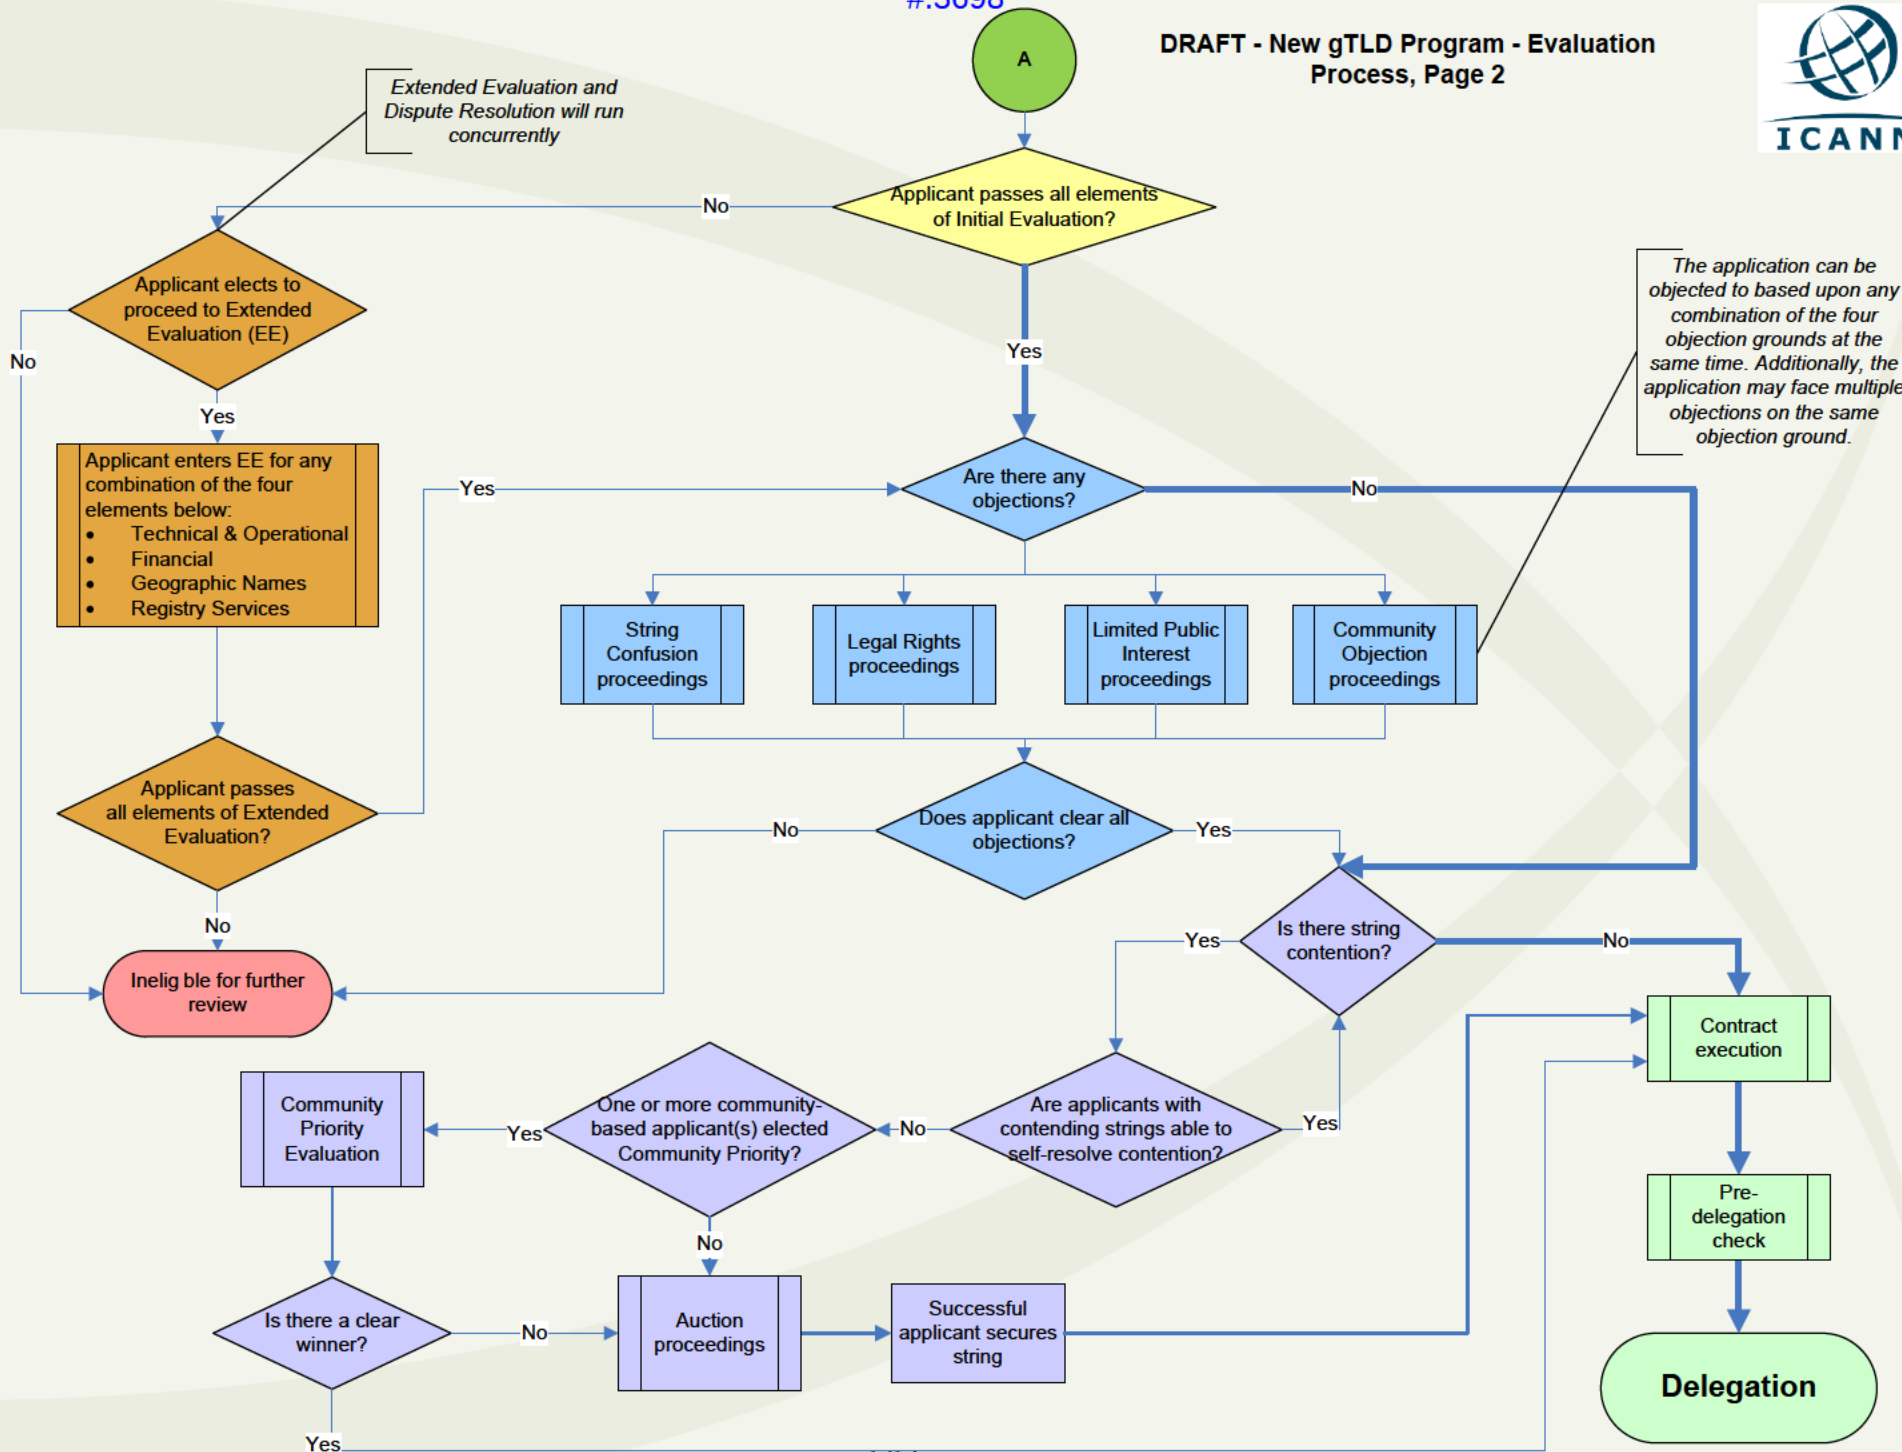 #:5698
A
DRAFT - New gTLD Program - Evaluation
Process, Page 2
Extended Evaluation and
Dispute Resolution will run
concurrently
Applicant passes all elements
of Initial Evaluation?
No
Applicant elects to
proceed to Extended
Evaluation (EE)
The application can be
objected to based upon any
combination of the four
objection grounds at the
same time. Additionally, the
application may face multiple
objections on the same
objection ground.
No
Yes
Yes
Applicant enters EE for any
combination of the four
elements below:
• Technical & Operational
• Financial
• Geographic Names
• Registry Services
Yes
Are there any
objections?
No
String
Confusion
proceedings
Legal Rights
proceedings
Limited Public
Interest
proceedings
Community
Objection
proceedings
Applicant passes
all elements of Extended
Evaluation?
No
Does applicant clear all
objections?
Yes
No
Is there string
contention?
Yes
No
Inelig ble for further
review
Contract
execution
Community
Priority
Evaluation
Yes
One or more community-
based applicant(s) elected
Community Priority?
No
Are applicants with
contending strings able to
self-resolve contention?
Yes
Pre-
delegation
check
No
Is there a clear
winner?
No
Auction
proceedings
Successful
applicant secures
string
Delegation
Yes
ICANN